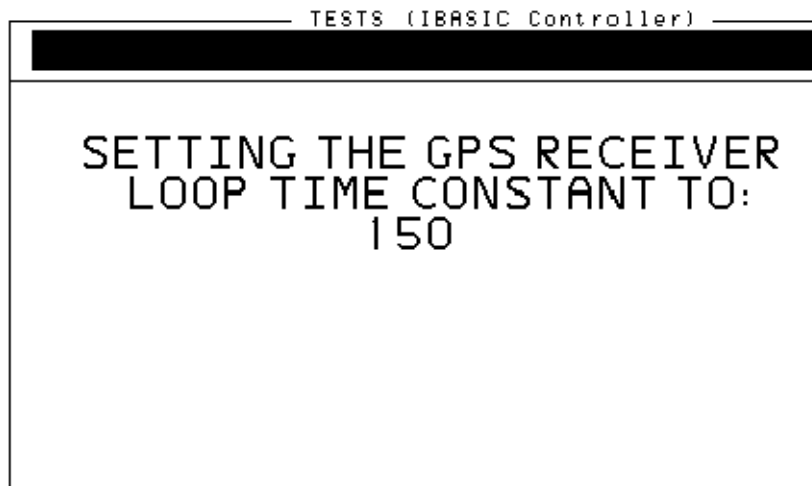 TESTS (IBASIC Controller)
SETTING THE GPS RECEIVER
LOOP TIME CONSTANT TO:
150